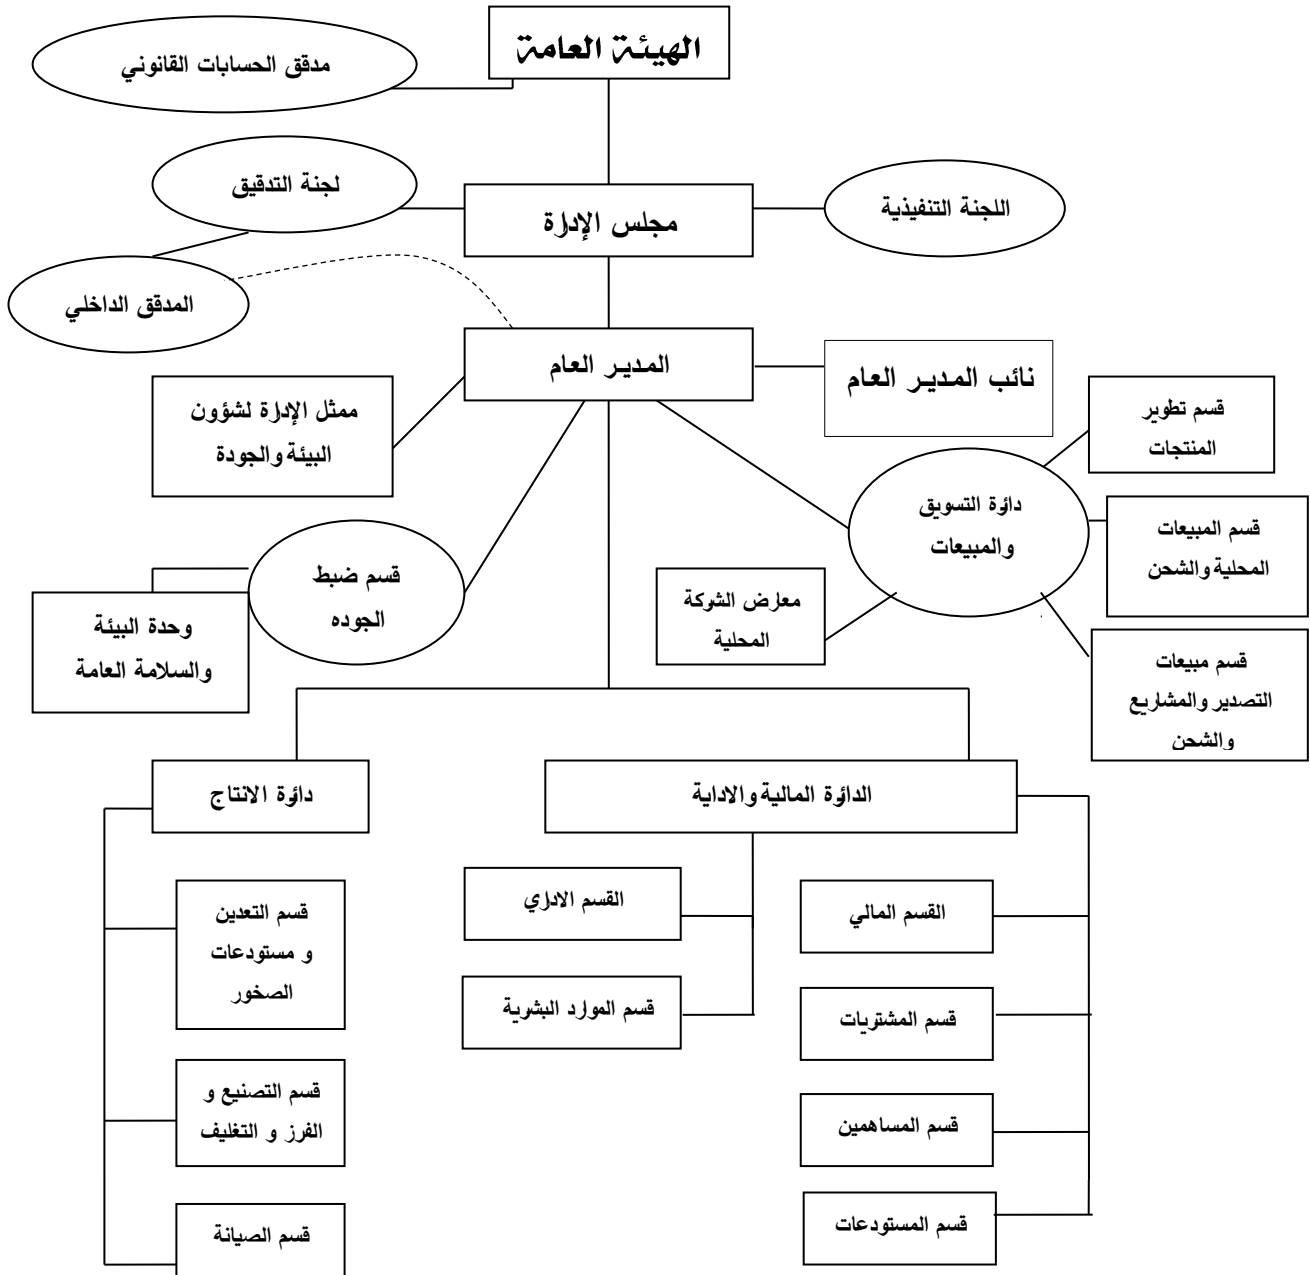 الهيئة العامة
مدقق الحسابات القانوني
لجنة التدقيق
مجلس الإدارة
اللجنة التنفيذية
المدقق الداخلي
المدير العام
نائب المدير العام
ممثل الإدارة لشؤون
البيئة والجودة
قسم تطوير
المنتجات
دائرة التسويق
والمبيعات
قسم المبيعات
المحلية والشحن
قسم ضبط
الجوده
معارض الشركة
المحلية
وحدة البيئة
والسلامة العامة
قسم مبيعات
التصدير والمشاريع
والشحن
دائرة الانتاج
الدائرة المالية والاداية
القسم الاداري
القسم المالي
قسم التعدين
و مستودعات
الصخور
قسم الموارد البشرية
قسم المشتريات
قسم التصنيع و
الفرز و التغليف
قسم المساهمين
قسم الصيانة
قسم المستودعات